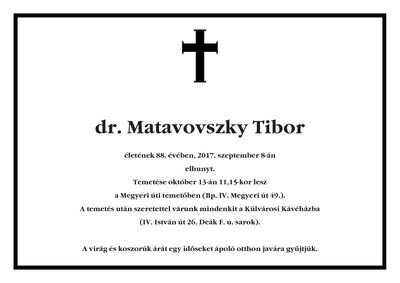 dr. Matavovszky Tibor
életének 88. évében, 2017. szeptember 8-án
elhunyt.
Temetése október 13-án 11,15-kor lesz
a Megyeri úti temetőben (Bp. IV. Megyeri út 49.).
A temetés után szeretettel várunk mindenkit a Külvárosi Kávéházba
(IV. István út 26. Deák F. u. sarok).
A virág és koszorúk árát egy időseket ápoló otthon javára gyűjtjük.